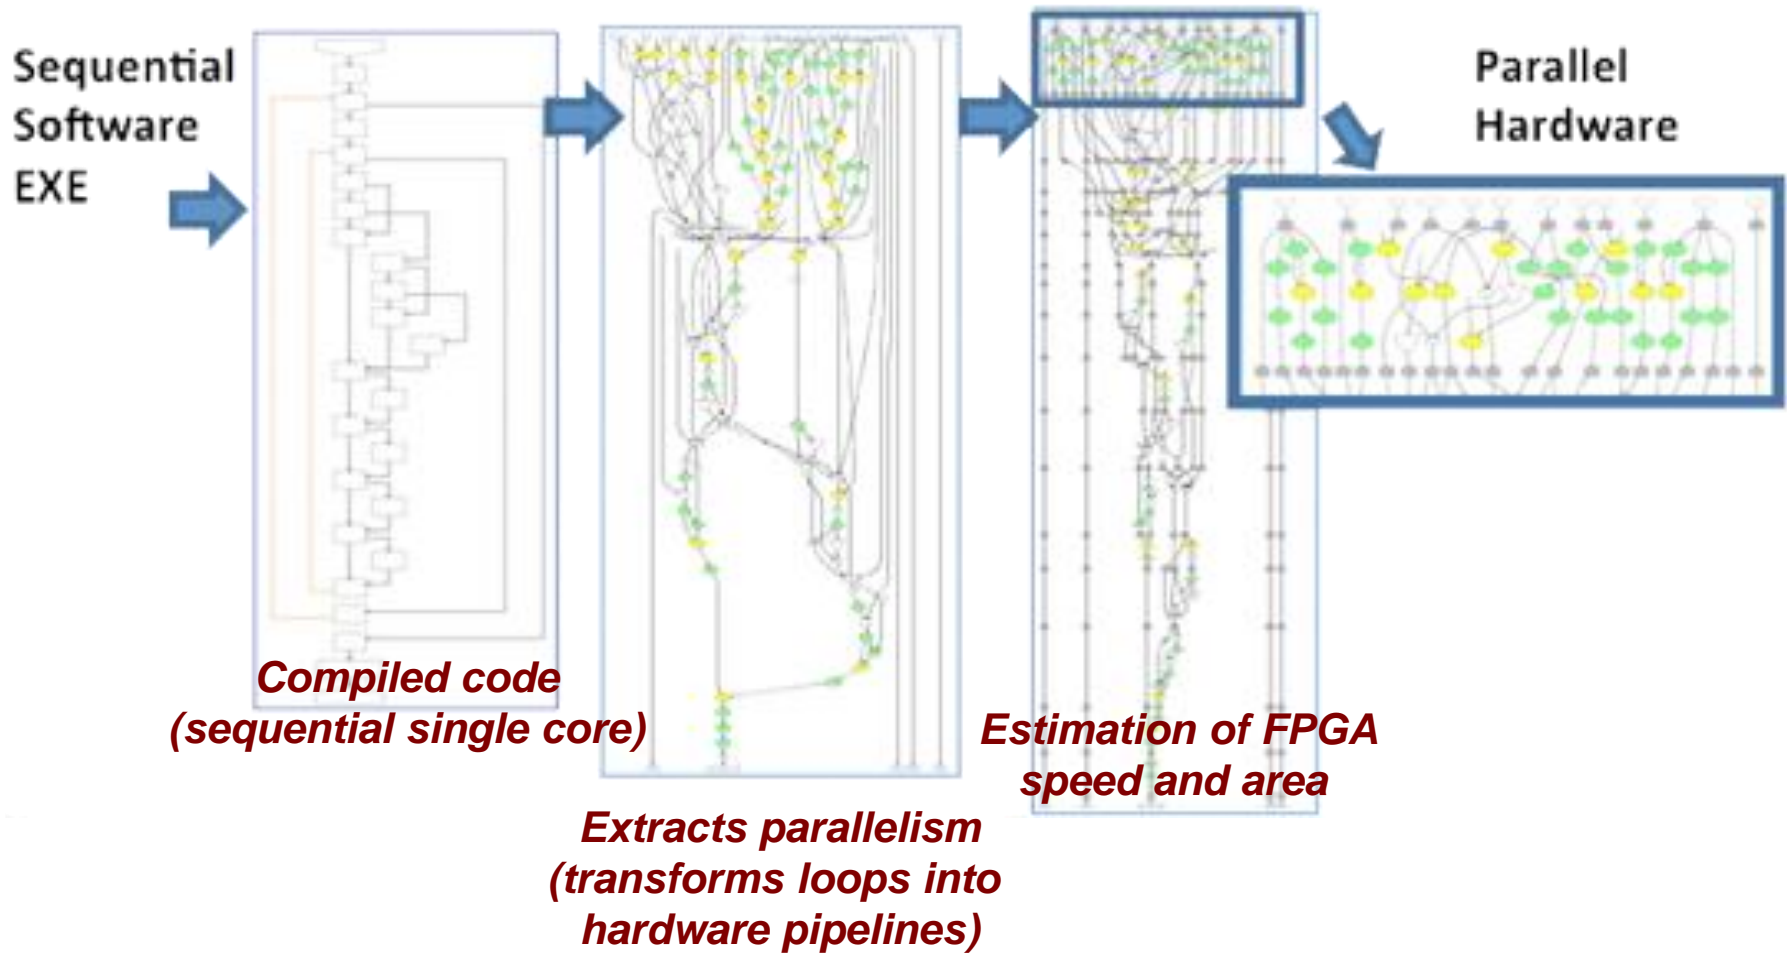 Sequential
Software
EXE
Parallel
Hardware
Compiled code
(sequential single core)
Estimation of FPGA
speed and area
Extracts parallelism
(transforms loops into
hardware pipelines)